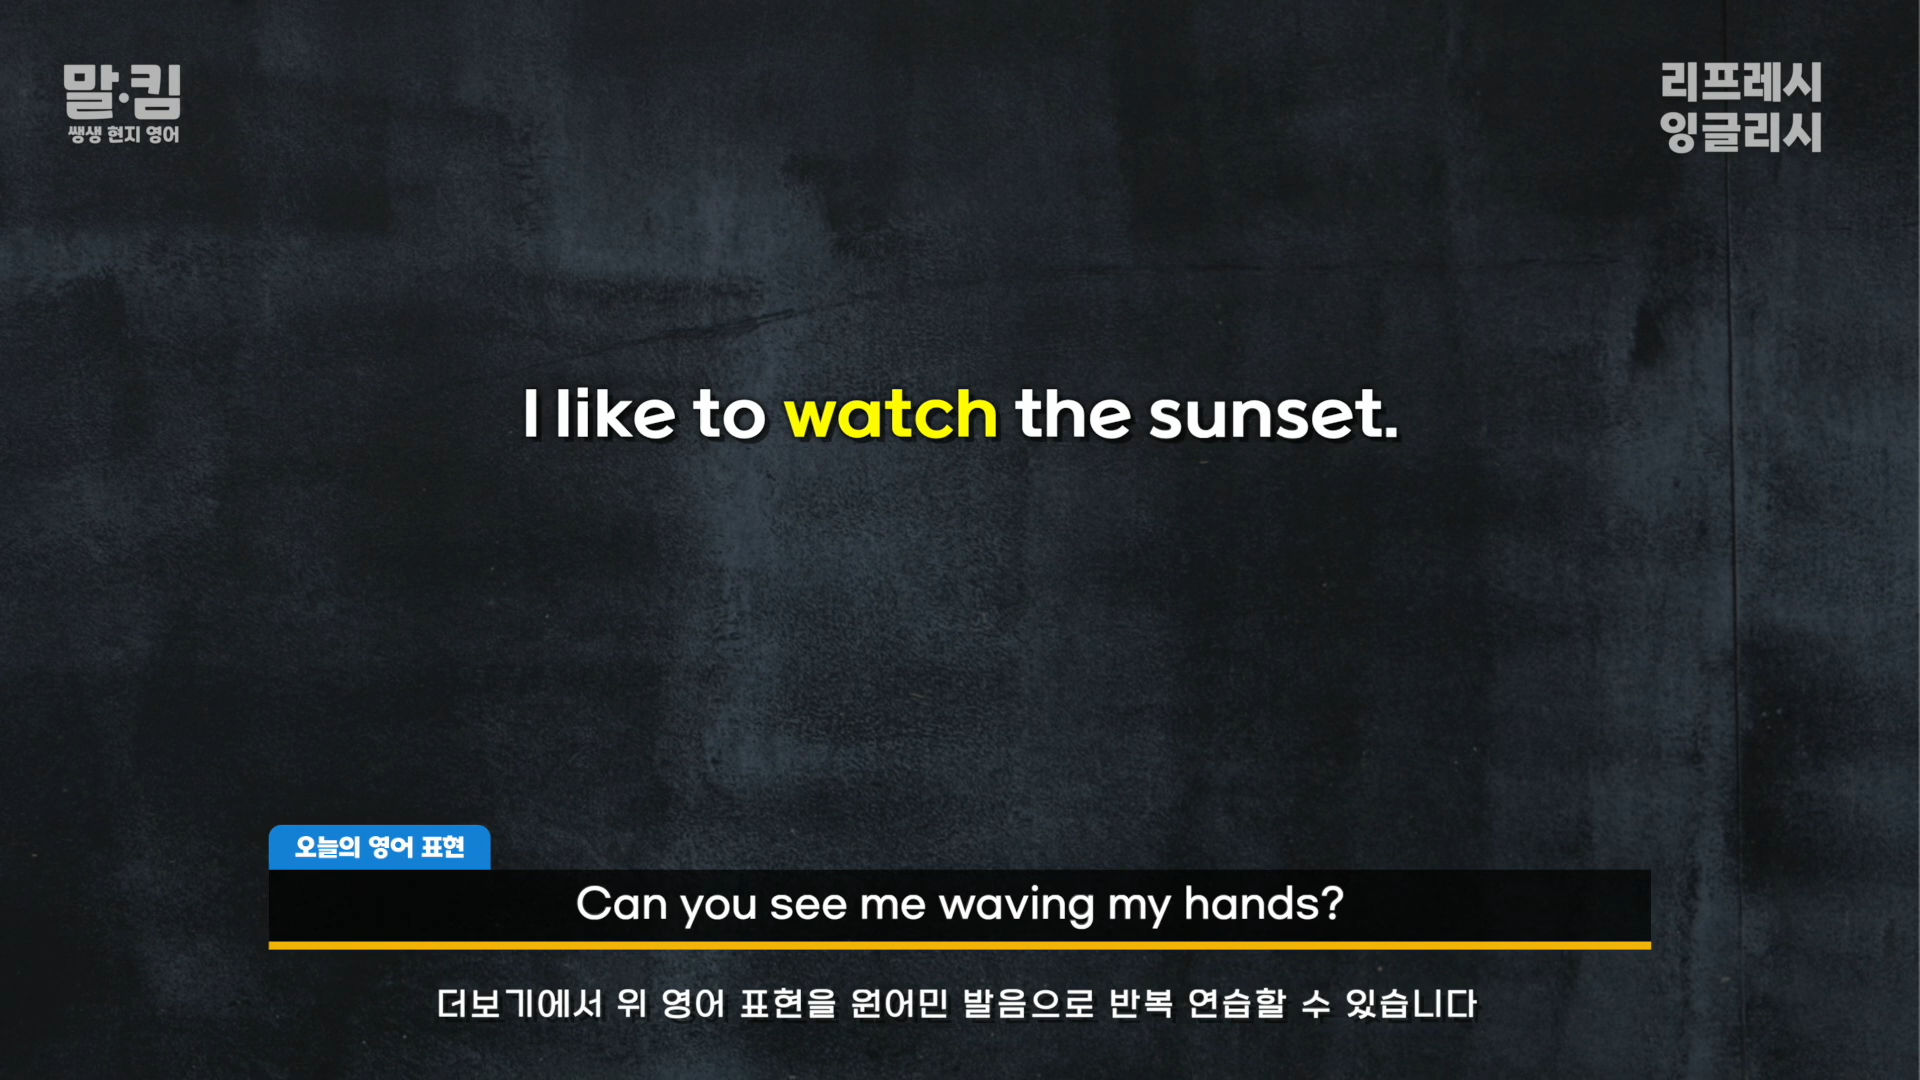 말·킴
쌩생 현지 영어
리프레시
잉글리시
I like to watch the sunset.
오늘의 영어 표현
Can you see me waving my hands?
더보기에서 위 영어 표현을 원어민 발음으로 반복 연습할 수 있습니다